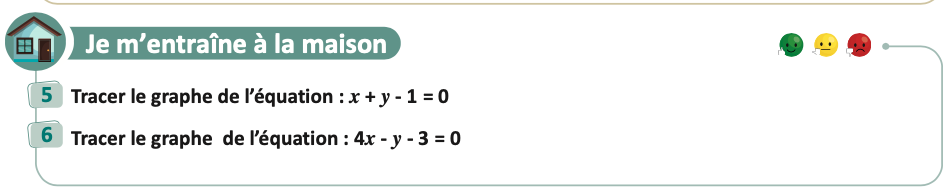 Je m'entraîne à la maison
5 Tracer le graphe de l'équation : x + y - 1 = 0
6 Tracer le graphe de l'équation : 4x - y - 3 = 0